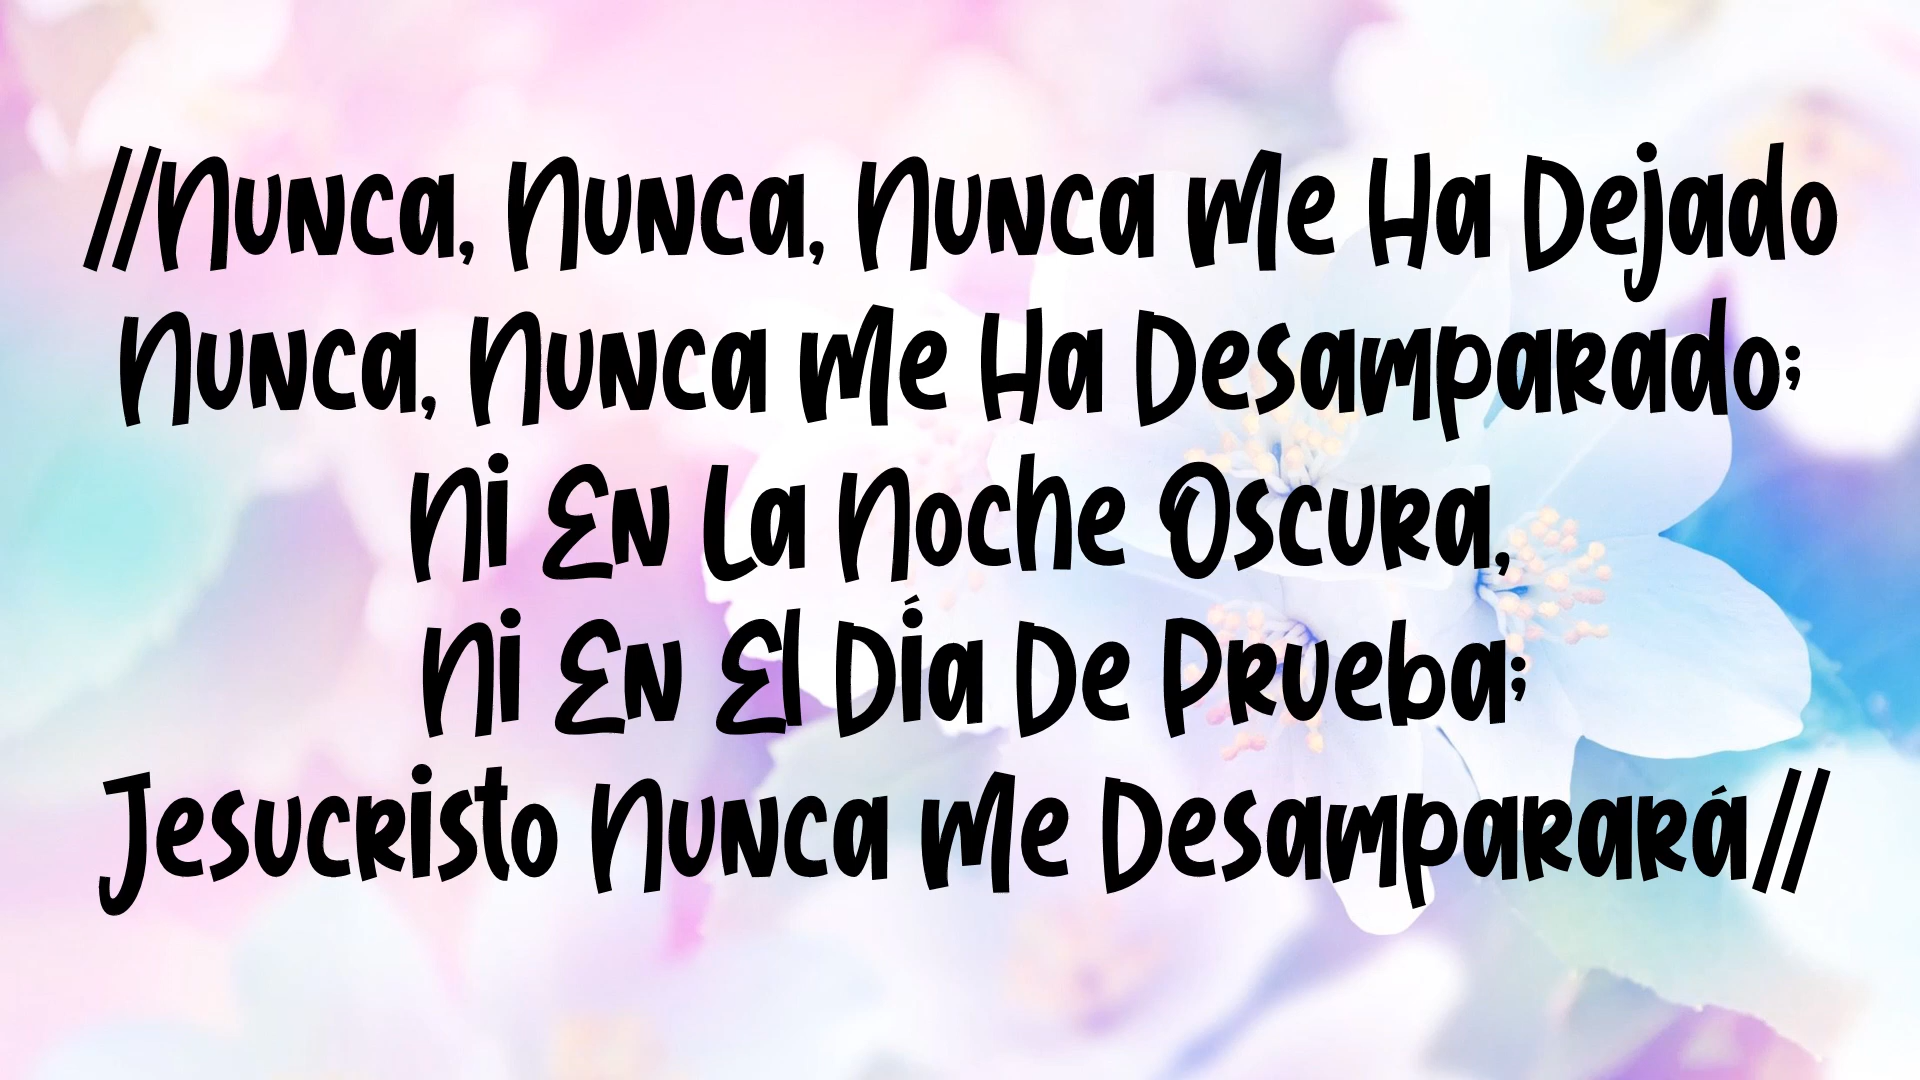 //Nunca, Nunca, Nunca Me Ha Dejado
Nunca, Nunca Me Ha Desamparado;
Ni En La Noche Oscura,
Ni En El Día De Prueba;
Jesucristo Nunca Me Desamparará//